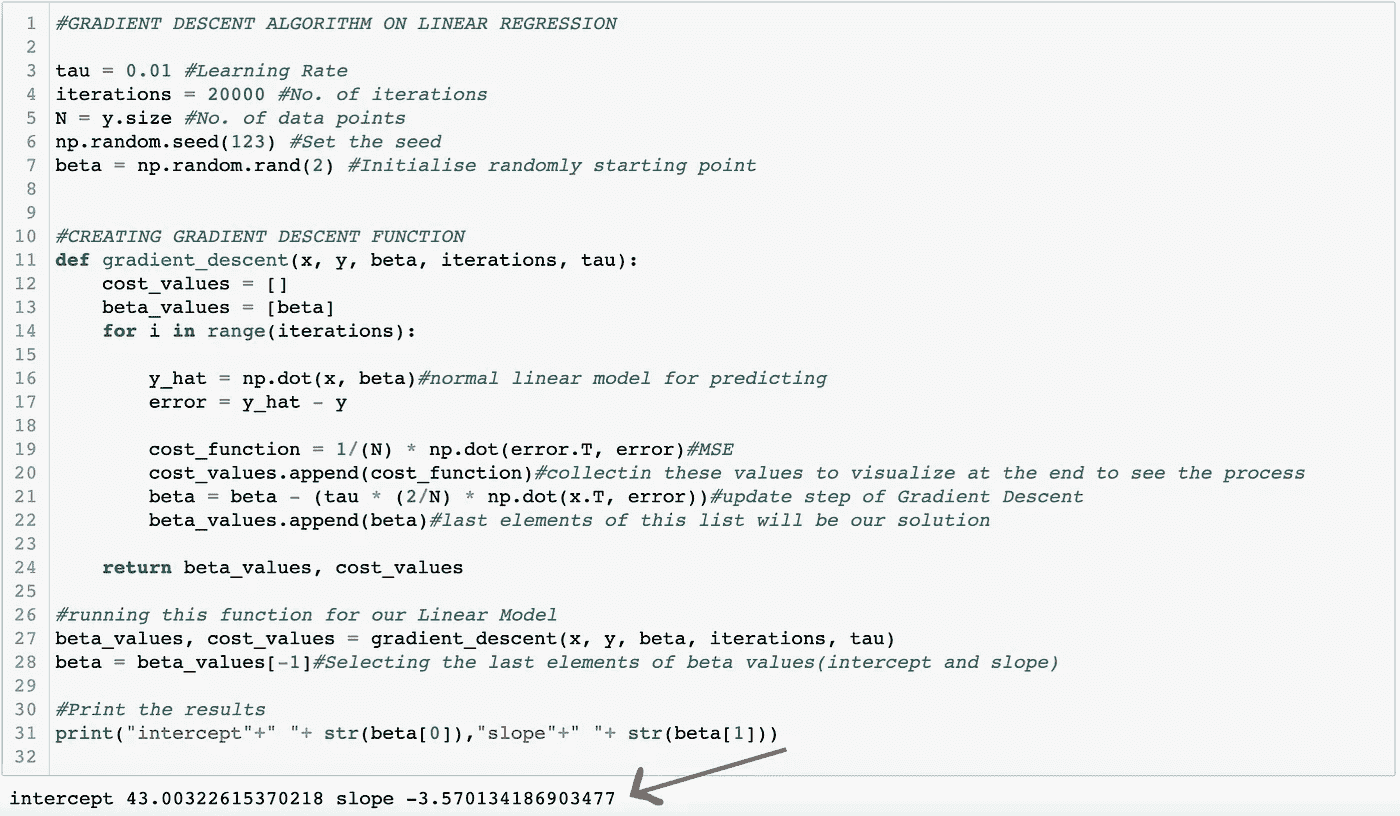 1 #GRADIENT DESCENT ALGORITHM ON LINEAR REGRESSION
2
3 tau = 0.01 #Learning Rate
4 iterations = 20000 #No. of iterations
5 N = y.size #No. of data points
6 np.random.seed(123) #Set the seed
7 beta = np.random.rand(2) #Initialise randomly starting point
8
9
10 #CREATING GRADIENT DESCENT FUNCTION
11 def gradient_descent(x, y, beta, iterations, tau):
12     cost_values = []
13     beta_values = [beta]
14     for i in range(iterations):
15
16         y_hat = np.dot(x, beta)#normal linear model for predicting
17         error = y_hat - y
18
19         cost_function = 1/(N) * np.dot(error.T, error)#MSE
20         cost_values.append(cost_function)#collectin these values to visualize at the end to see the process
21         beta = beta - (tau * (2/N) * np.dot(x.T, error))#update step of Gradient Descent
22         beta_values.append(beta)#last elements of this list will be our solution
23
24     return beta_values, cost_values
25
26 #running this function for our Linear Model
27 beta_values, cost_values = gradient_descent(x, y, beta, iterations, tau)
28 beta = beta_values[-1]#Selecting the last elements of beta values(intercept and slope)
29
30 #Print the results
31 print("intercept"+" "+ str(beta[0]),"slope"+" "+ str(beta[1]))
32
intercept 43.00322615370218 slope -3.570134186903477